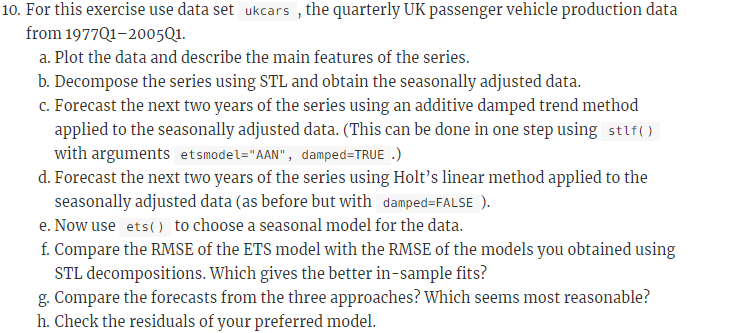 10. For this exercise use data set ukcars , the quarterly UK passenger vehicle production data
from 1977Q1–2005Q1.
a. Plot the data and describe the main features of the series.
b. Decompose the series using STL and obtain the seasonally adjusted data.
c. Forecast the next two years of the series using an additive damped trend method
applied to the seasonally adjusted data. (This can be done in one step using stlf()
with arguments etsmodel="AAN", damped=TRUE .)
d. Forecast the next two years of the series using Holt’s linear method applied to the
seasonally adjusted data (as before but with damped=FALSE ).
e. Now use ets() to choose a seasonal model for the data.
f. Compare the RMSE of the ETS model with the RMSE of the models you obtained using
STL decompositions. Which gives the better in-sample fits?
g. Compare the forecasts from the three approaches? Which seems most reasonable?
h. Check the residuals of your preferred model.